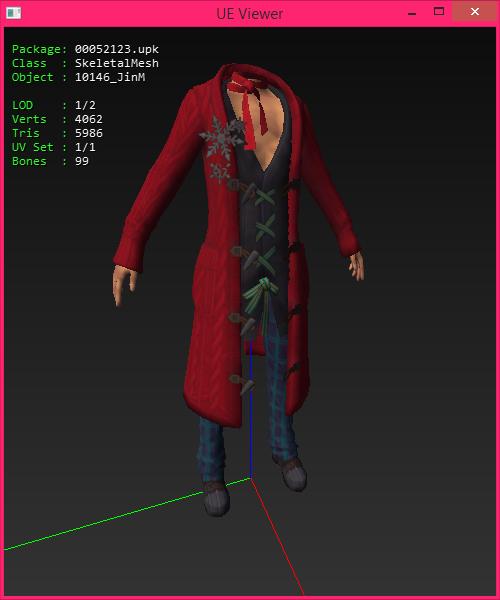 UE Viewer
Package: 00052123.upk
Class : SkeletalMesh
Object : 10146_JinM
LOD : 1/2
Verts : 4062
Tris : 5986
UV Set : 1/1
Bones : 99